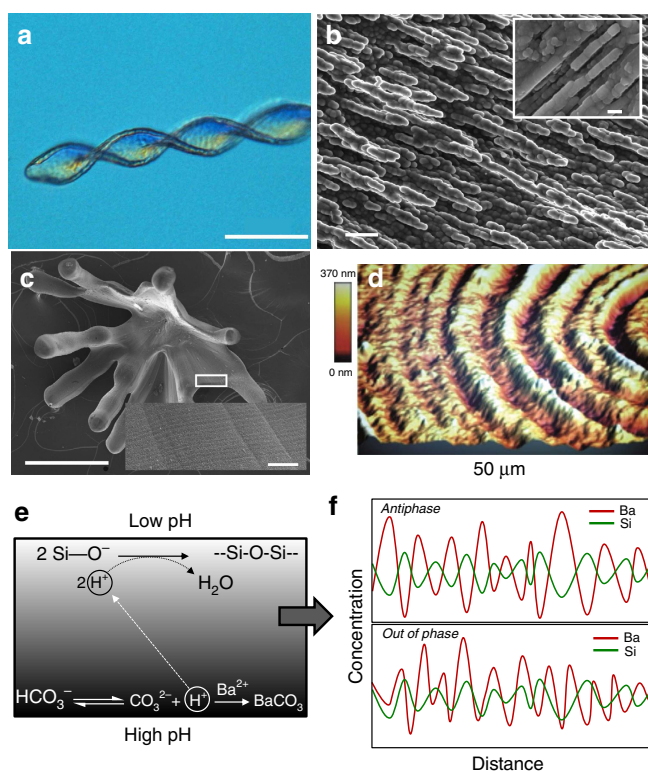 a
b
c
370 nm
0 nm
d
50 μm
e
Low pH
2 Si—O⁻ --Si-O-Si--
2 H⁺ H₂O
HCO₃⁻ CO₃²⁻ + H⁺ Ba²⁺ BaCO₃
High pH
f
Concentration
Antiphase
Ba
Si
Out of phase
Ba
Si
Distance